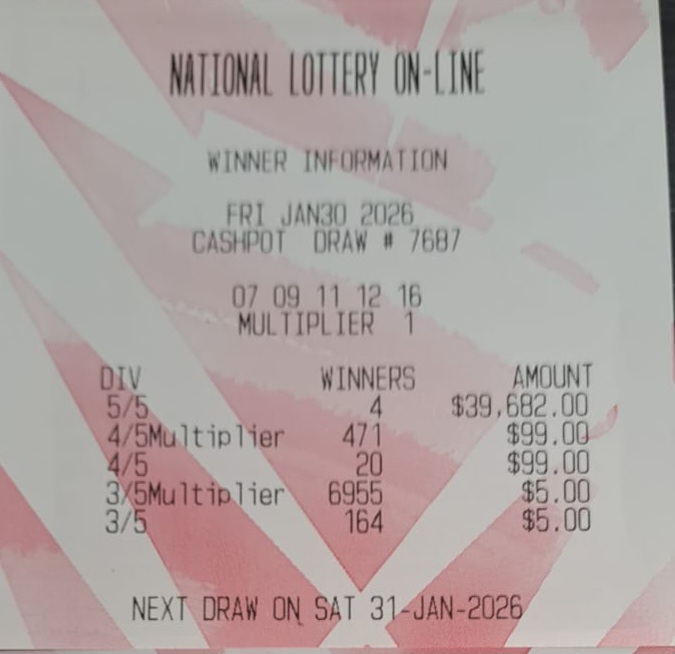 NATIONAL LOTTERY ON-LINE
WINNER INFORMATION
FRI JAN30 2026
CASHPOT DRAW # 7687
07 09 11 12 16
MULTIPLIER 1
DIV WINNERS AMOUNT
5/5 4 $39,682.00
4/5Multiplier 471 $99.00
4/5 20 $99.00
3/5Multiplier 6955 $5.00
3/5 164 $5.00
NEXT DRAW ON SAT 31-JAN-2026